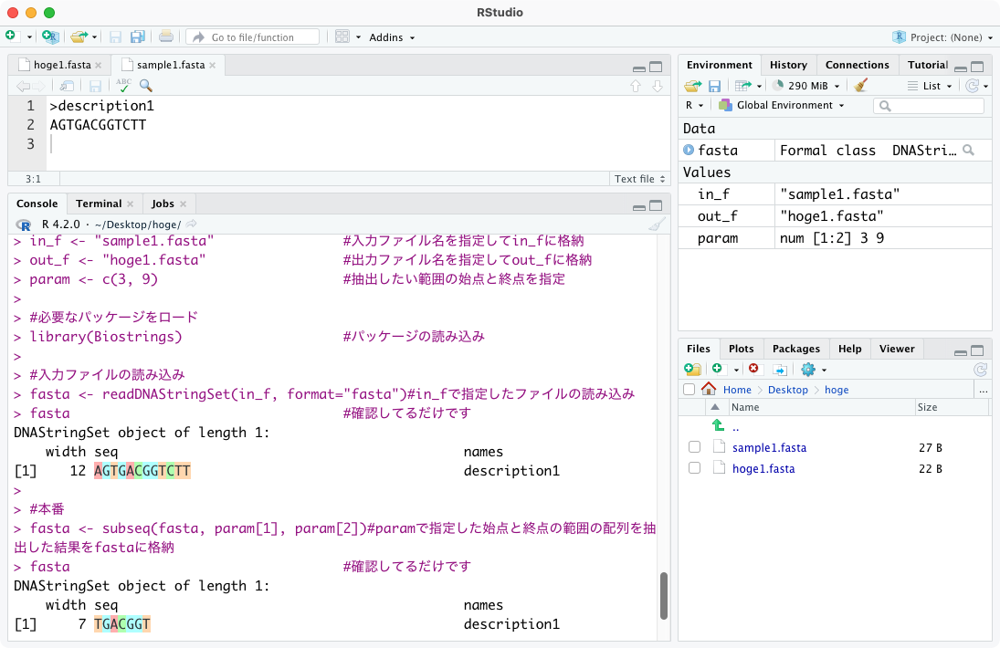 RStudio
Go to file/function
Addins
Project: (None)
hoge1.fasta
sample1.fasta
ABC
1 >description1
2 AGTGACGGTCTT
3
3:1
Text file
Console
Terminal
Jobs
R 4.2.0 · ~/Desktop/hoge/
> in_f <- "sample1.fasta" #入力ファイル名を指定してin_fに格納
> out_f <- "hoge1.fasta" #出力ファイル名を指定してout_fに格納
> param <- c(3, 9) #抽出したい範囲の始点と終点を指定
>
> #必要なパッケージをロード
> library(Biostrings) #パッケージの読み込み
>
> #入力ファイルの読み込み
> fasta <- readDNAStringSet(in_f, format="fasta")#in_fで指定したファイルの読み込み
> fasta #確認してるだけです
DNAStringSet object of length 1:
width seq names
[1] 12 AGTGACGGTCTT description1
>
> #本番
> fasta <- subseq(fasta, param[1], param[2])#paramで指定した始点と終点の範囲の配列を抽
出した結果をfastaに格納
> fasta #確認してるだけです
DNAStringSet object of length 1:
width seq names
[1] 7 TGACGGT description1
Environment
History
Connections
Tutorial
290 MiB
List
R
Global Environment
Data
fasta Formal class DNAStri…
Values
in_f "sample1.fasta"
out_f "hoge1.fasta"
param num [1:2] 3 9
Files
Plots
Packages
Help
Viewer
Home
Desktop
hoge
...
Name
Size
..
sample1.fasta 27 B
hoge1.fasta 22 B